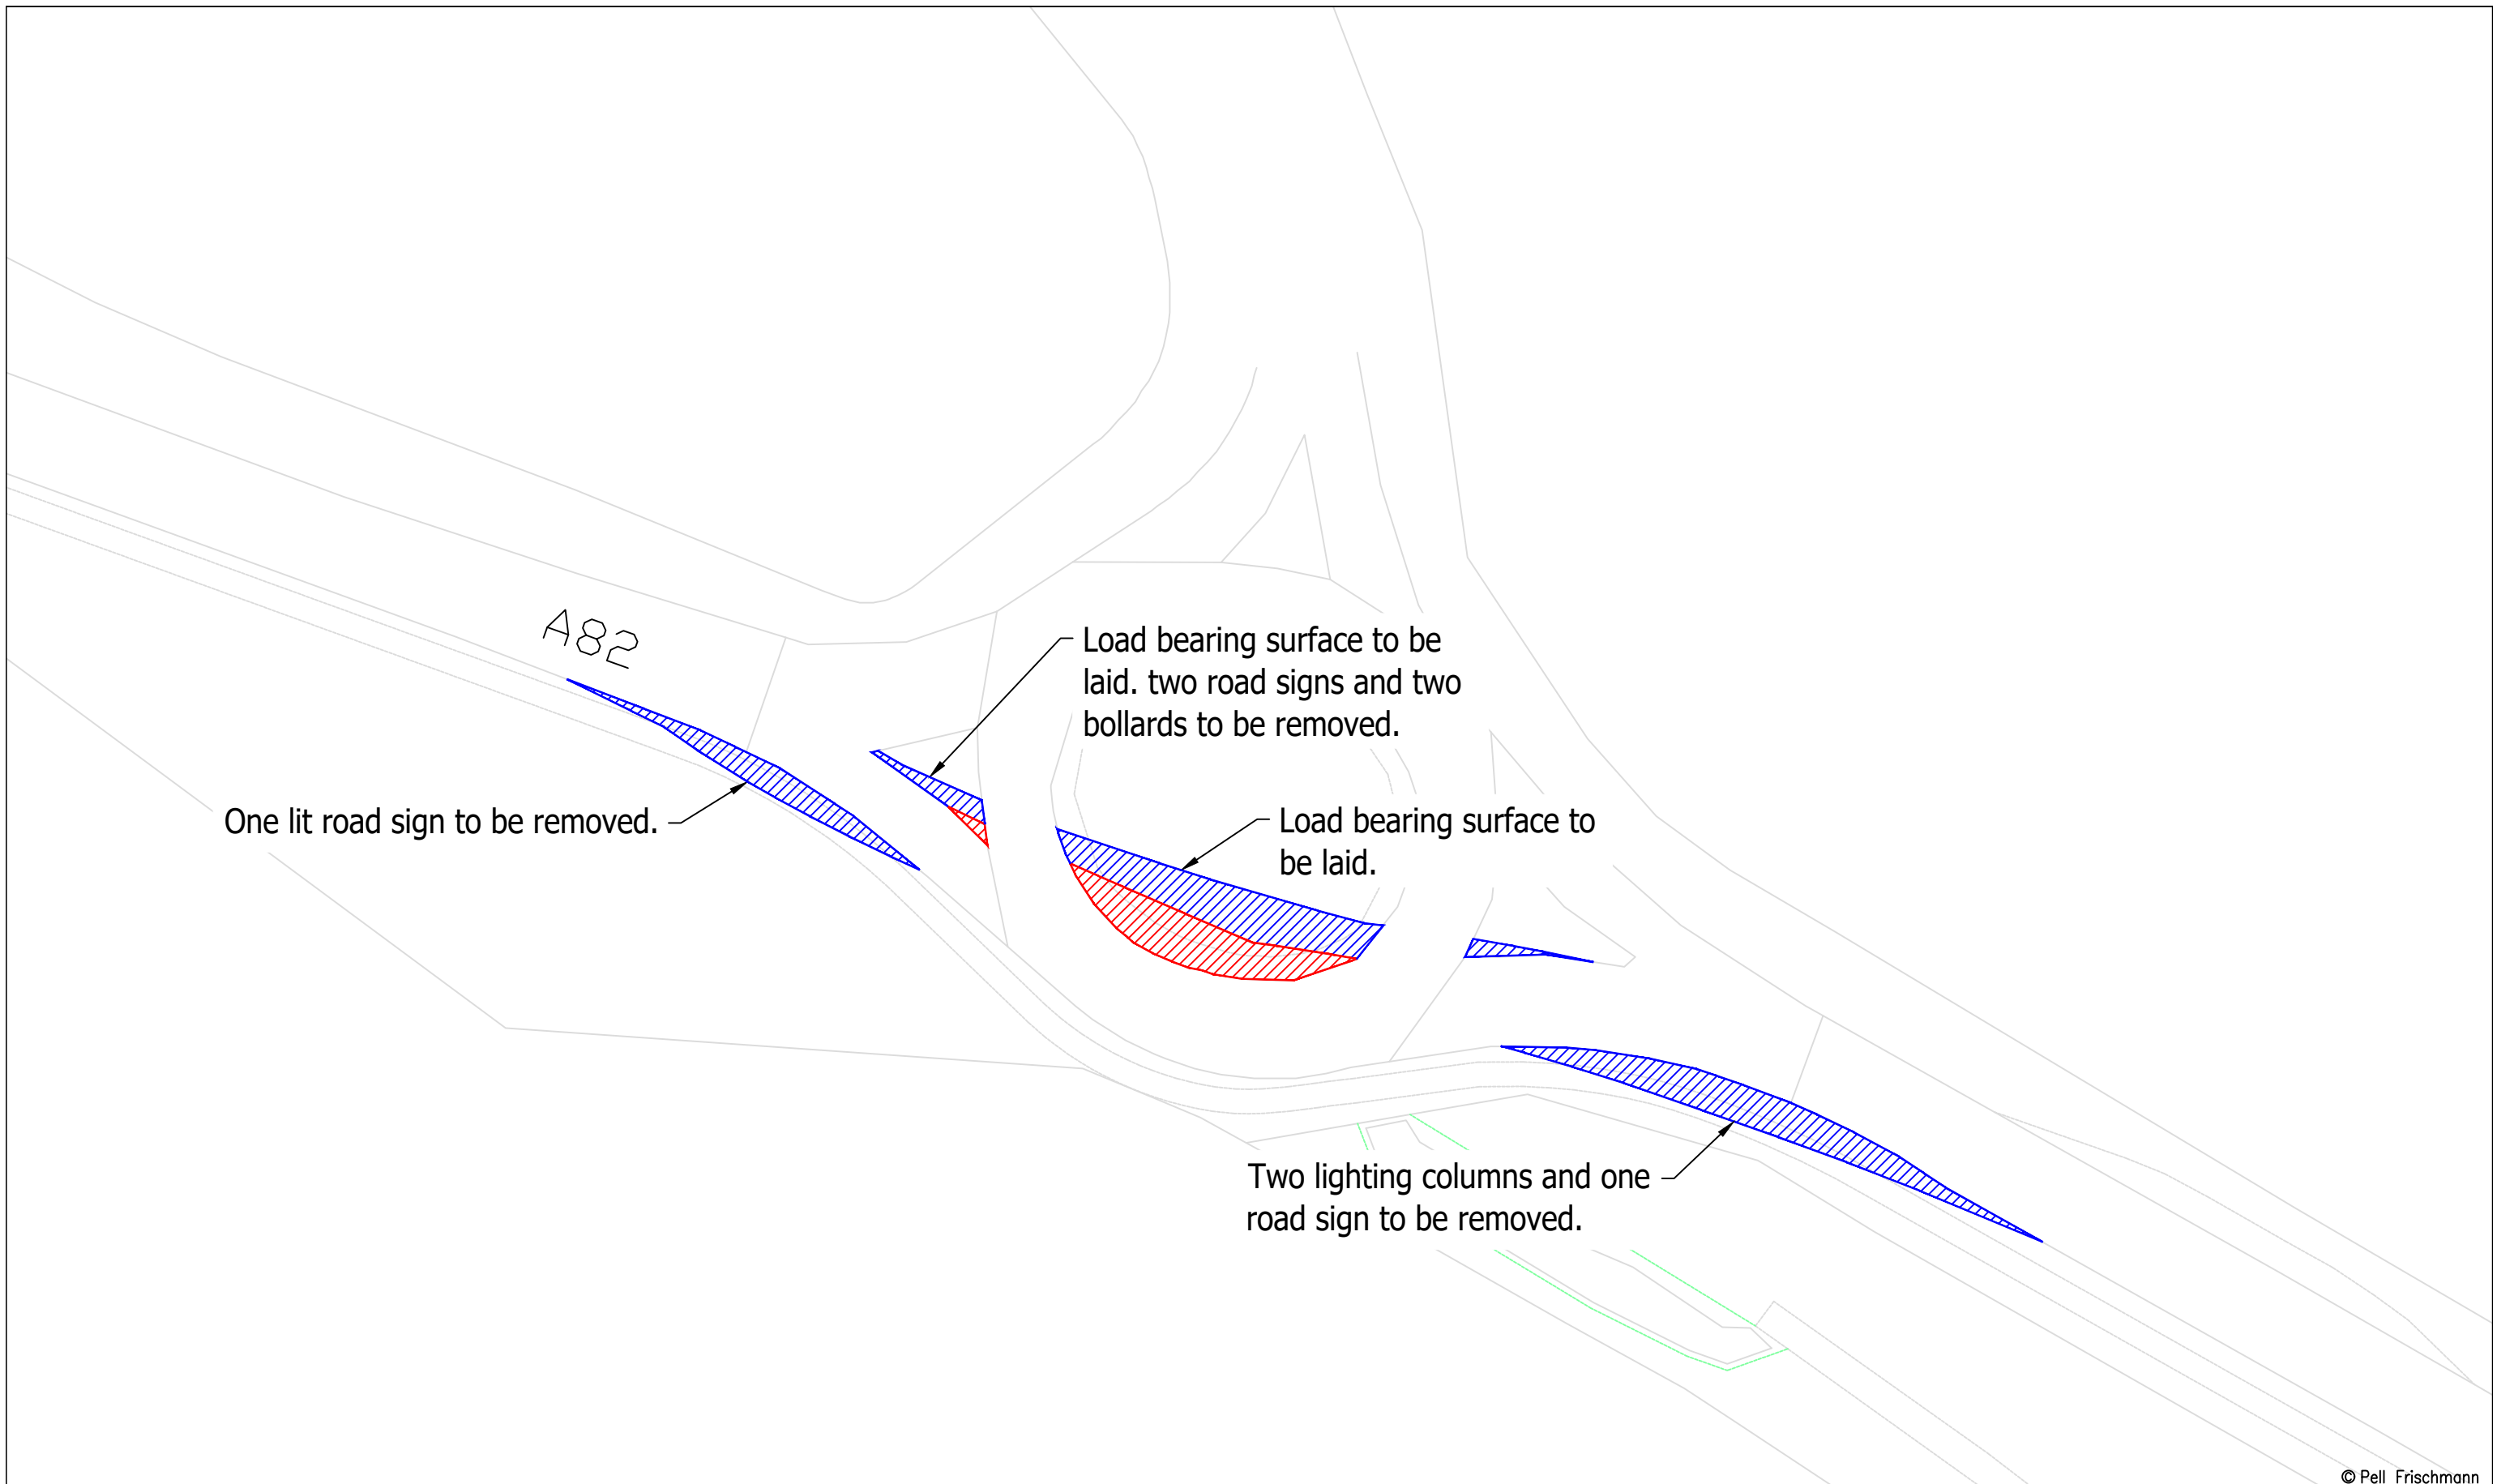 A82
Load bearing surface to be
laid. two road signs and two
bollards to be removed.
One lit road sign to be removed.
Load bearing surface to
be laid.
Two lighting columns and one
road sign to be removed.
© Pell Frischmann